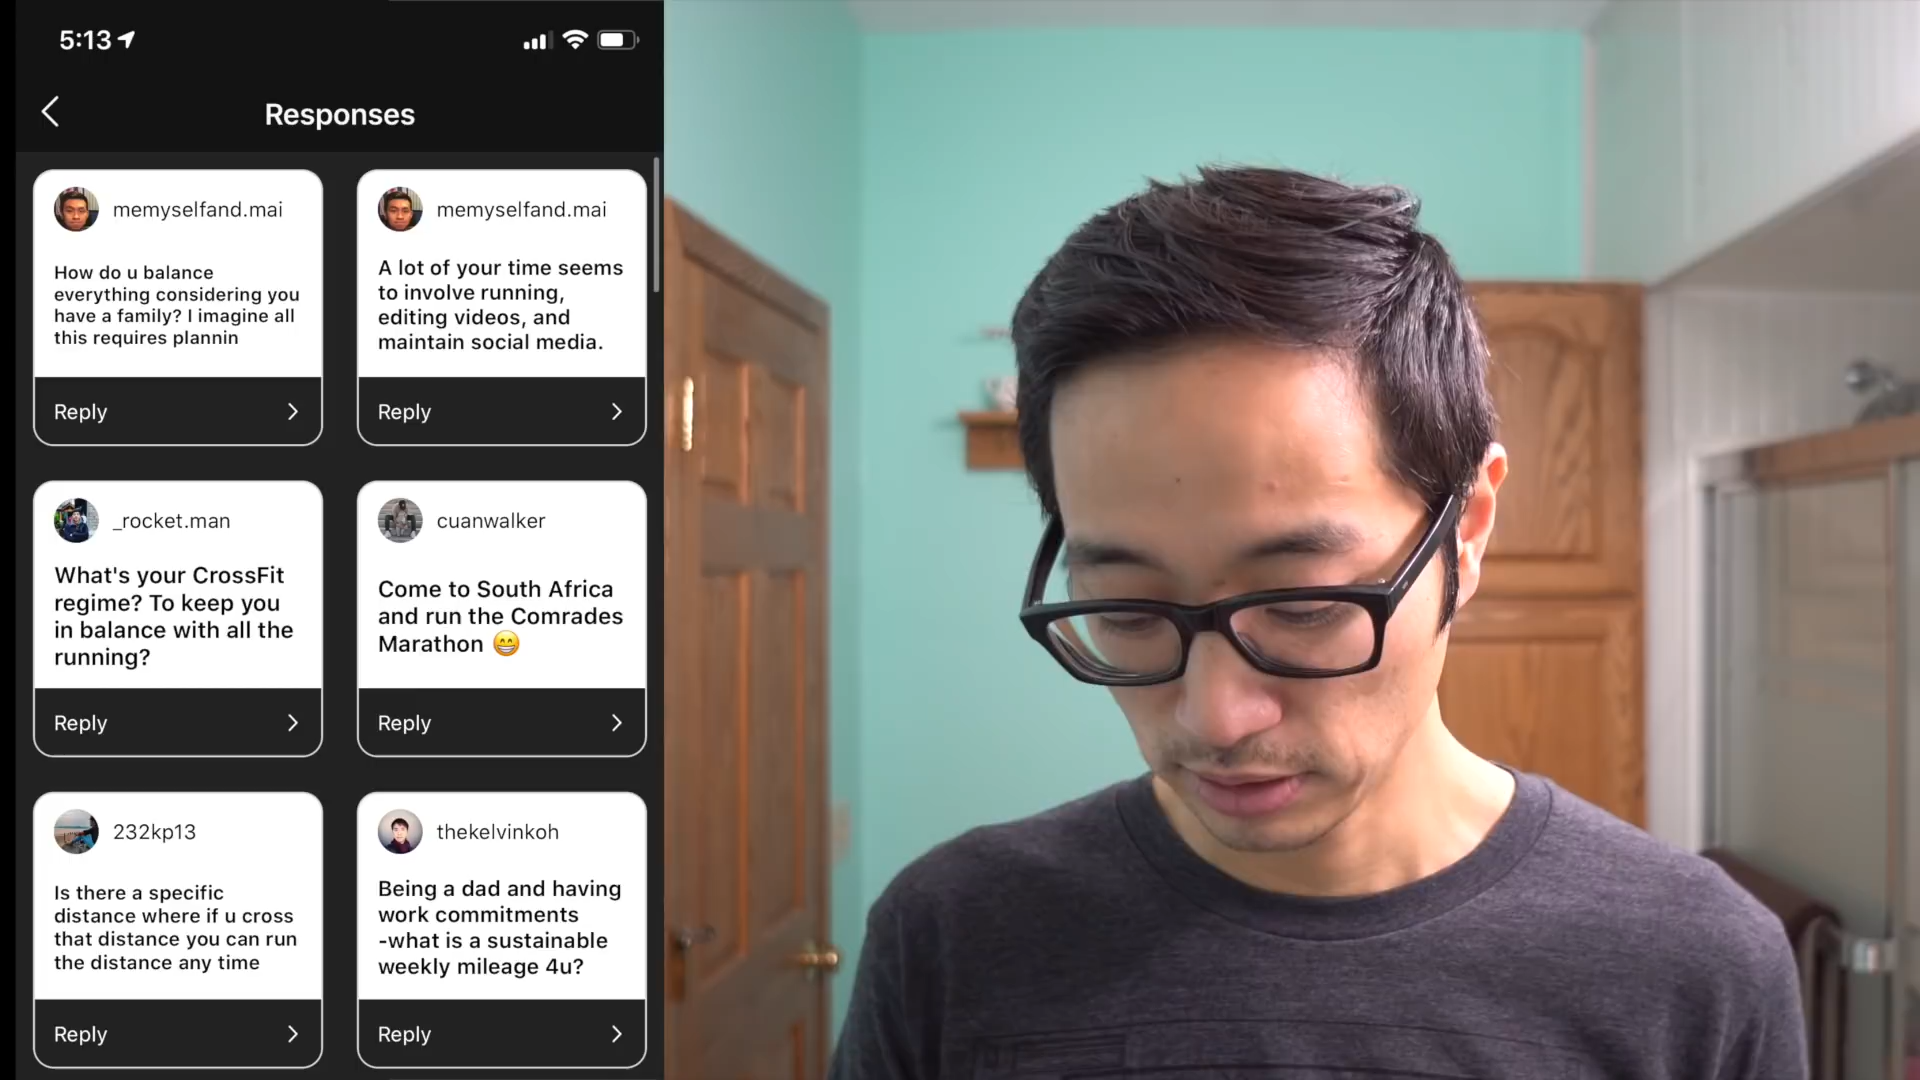 5:13
Responses
memyselfand.mai
How do u balance
everything considering you
have a family? I imagine all
this requires plannin
Reply
memyselfand.mai
A lot of your time seems
to involve running,
editing videos, and
maintain social media.
Reply
_rocket.man
What's your CrossFit
regime? To keep you
in balance with all the
running?
Reply
cuanwalker
Come to South Africa
and run the Comrades
Marathon 😁
Reply
232kp13
Is there a specific
distance where if u cross
that distance you can run
the distance any time
Reply
thekelvinkoh
Being a dad and having
work commitments
-what is a sustainable
weekly mileage 4u?
Reply